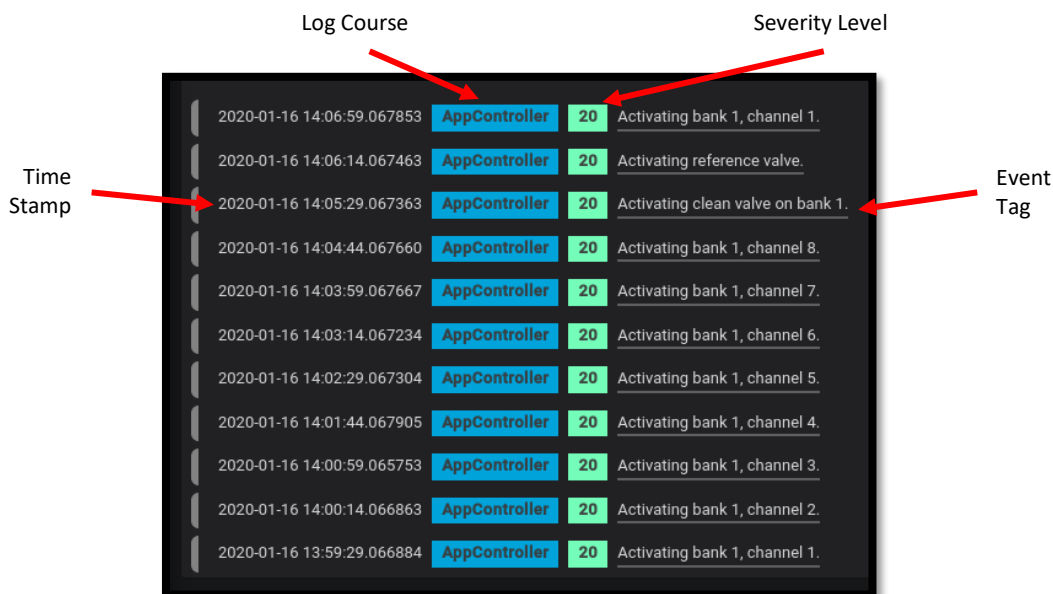 Log Course
Severity Level
2020-01-16 14:06:59.067853 AppController 20 Activating bank 1, channel 1.
2020-01-16 14:06:14.067463 AppController 20 Activating reference valve.
Time
Stamp
2020-01-16 14:05:29.067363 AppController 20 Activating clean valve on bank 1.
Event
Tag
2020-01-16 14:04:44.067660 AppController 20 Activating bank 1, channel 8.
2020-01-16 14:03:59.067667 AppController 20 Activating bank 1, channel 7.
2020-01-16 14:03:14.067234 AppController 20 Activating bank 1, channel 6.
2020-01-16 14:02:29.067304 AppController 20 Activating bank 1, channel 5.
2020-01-16 14:01:44.067905 AppController 20 Activating bank 1, channel 4.
2020-01-16 14:00:59.065753 AppController 20 Activating bank 1, channel 3.
2020-01-16 14:00:14.066863 AppController 20 Activating bank 1, channel 2.
2020-01-16 13:59:29.066884 AppController 20 Activating bank 1, channel 1.